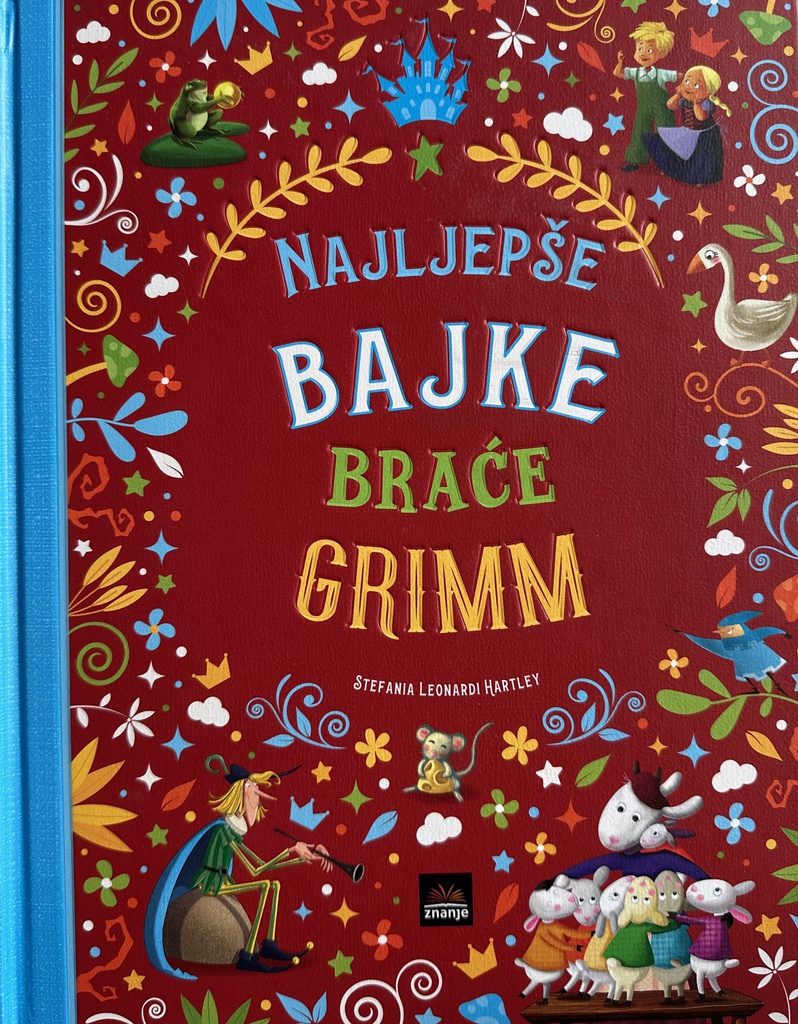 NAJLJEPŠE
BAJKE
BRAĆE
GRIMM
STEFANIA LEONARDI HARTLEY
znanje